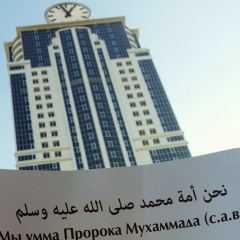 نحن أمة محمد صلى الله عليه وسلم
Мы умма Пророка Мухаммада (с.а.в